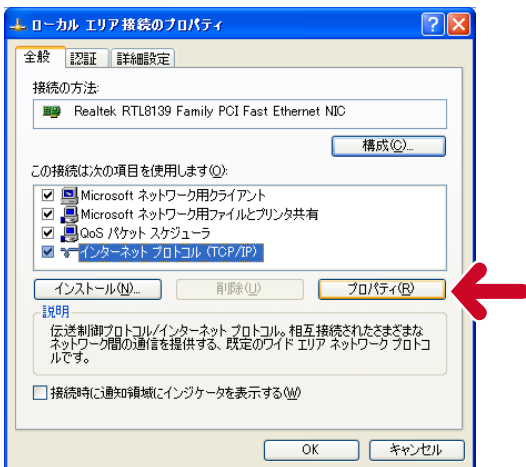 ローカル エリア接続のプロパティ
全般 認証 詳細設定
接続の方法:
Realtek RTL8139 Family PCI Fast Ethernet NIC
構成(C)...
この接続は次の項目を使用します(O):
Microsoft ネットワーク用クライアント
Microsoft ネットワーク用ファイルとプリンタ共有
QoS パケット スケジューラ
インターネット プロトコル (TCP/IP)
インストール(N)... 削除(U) プロパティ(R)
説明
伝送制御プロトコル/インターネット プロトコル。相互接続されたさまざまな
ネットワーク間の通信を提供する、既定のワイド エリア ネットワーク プロトコ
ルです。
接続時に通知領域にインジケータを表示する(W)
OK キャンセル